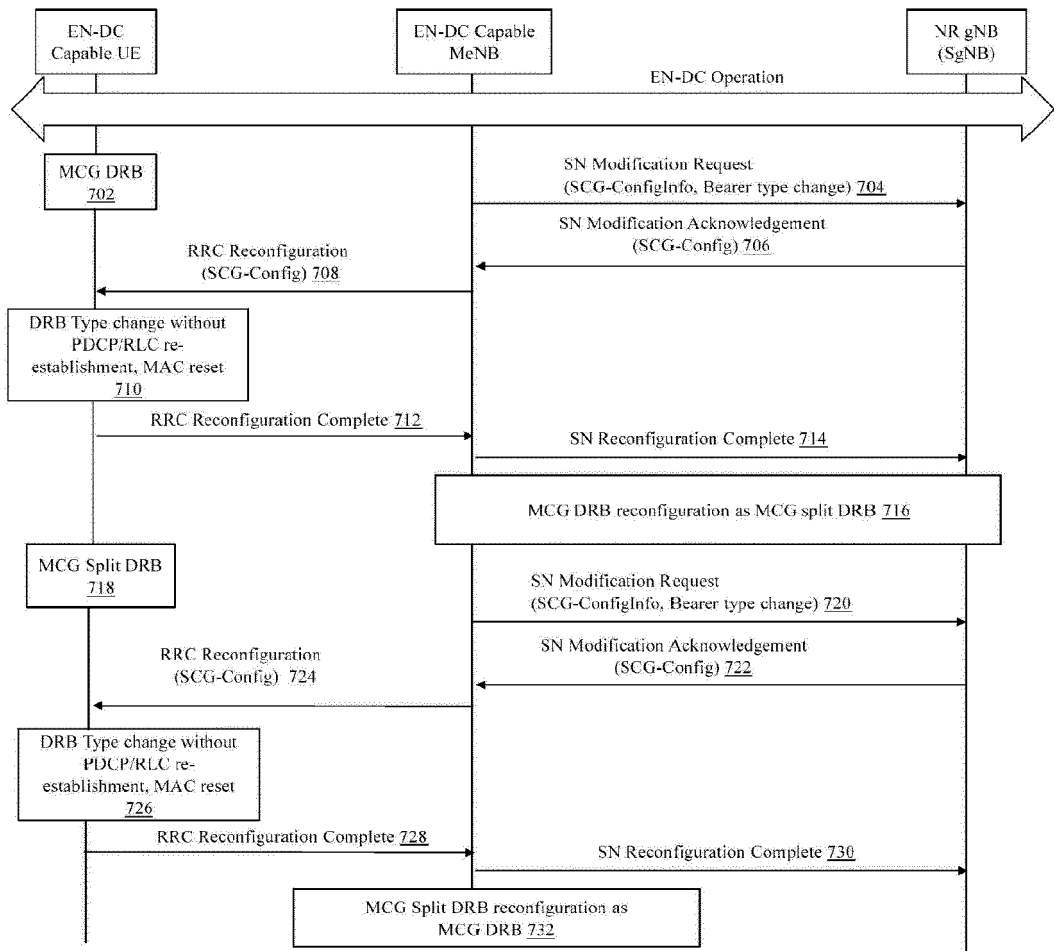 EN-DC
Capable UE
EN-DC Capable
MeNB
NR gNB
(SgNB)
EN-DC Operation
MCG DRB
702
SN Modification Request
(SCG-ConfigInfo, Bearer type change) 704
SN Modification Acknowledgement
(SCG-Config) 706
RRC Reconfiguration
(SCG-Config) 708
DRB Type change without
PDCP/RLC re-
establishment, MAC reset
710
RRC Reconfiguration Complete 712
SN Reconfiguration Complete 714
MCG DRB reconfiguration as MCG split DRB 716
MCG Split DRB
718
SN Modification Request
(SCG-ConfigInfo, Bearer type change) 720
SN Modification Acknowledgement
(SCG-Config) 722
RRC Reconfiguration
(SCG-Config) 724
DRB Type change without
PDCP/RLC re-
establishment, MAC reset
726
RRC Reconfiguration Complete 728
SN Reconfiguration Complete 730
MCG Split DRB reconfiguration as
MCG DRB 732